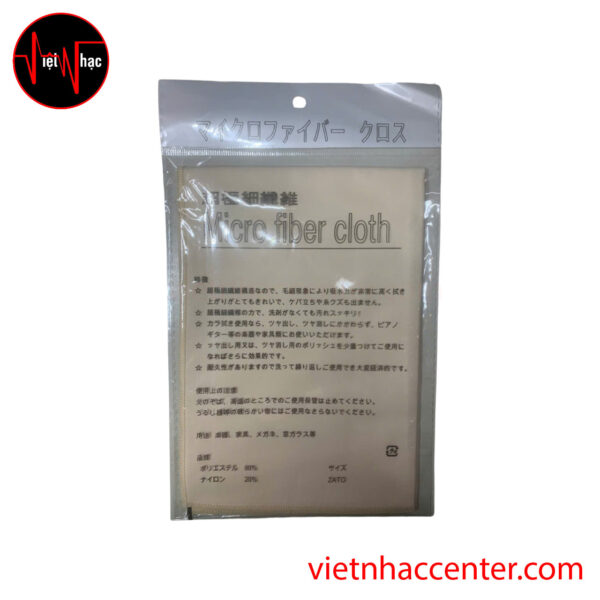 Việt Nhạc
マイクロファイバー クロス
超極細繊維
Micro fiber cloth
特徴
☆ 超極細繊維構造なので、毛細現象により吸水力が非常に高く拭き
上がりがとてもきれいで、ケバ立ちや糸クズも出ません。
☆ 超極細繊維の力で、洗剤がなくても汚れスッキリ!
☆ カラ拭き使用なら、ツヤ出し、ツヤ消しにかかわらず、ピアノ
ギター等の楽器や家具類にお使いいただけます。
☆ ツヤ出し用又は、ツヤ消し用のポリッシュを少量つけてご使用に
なればさらに効果的です。
☆ 耐久性がありますので洗って繰り返しご使用でき大変経済的です。
使用上の注意
火のそば、高温のところでのご使用保管は止めてください。
うるし器等の軟らかい物にはご使用なさらないでください。
用途 楽器、家具、メガネ、窓ガラス等
品質
ポリエステル 80% サイズ
ナイロン 20%
vietnhaccenter.com